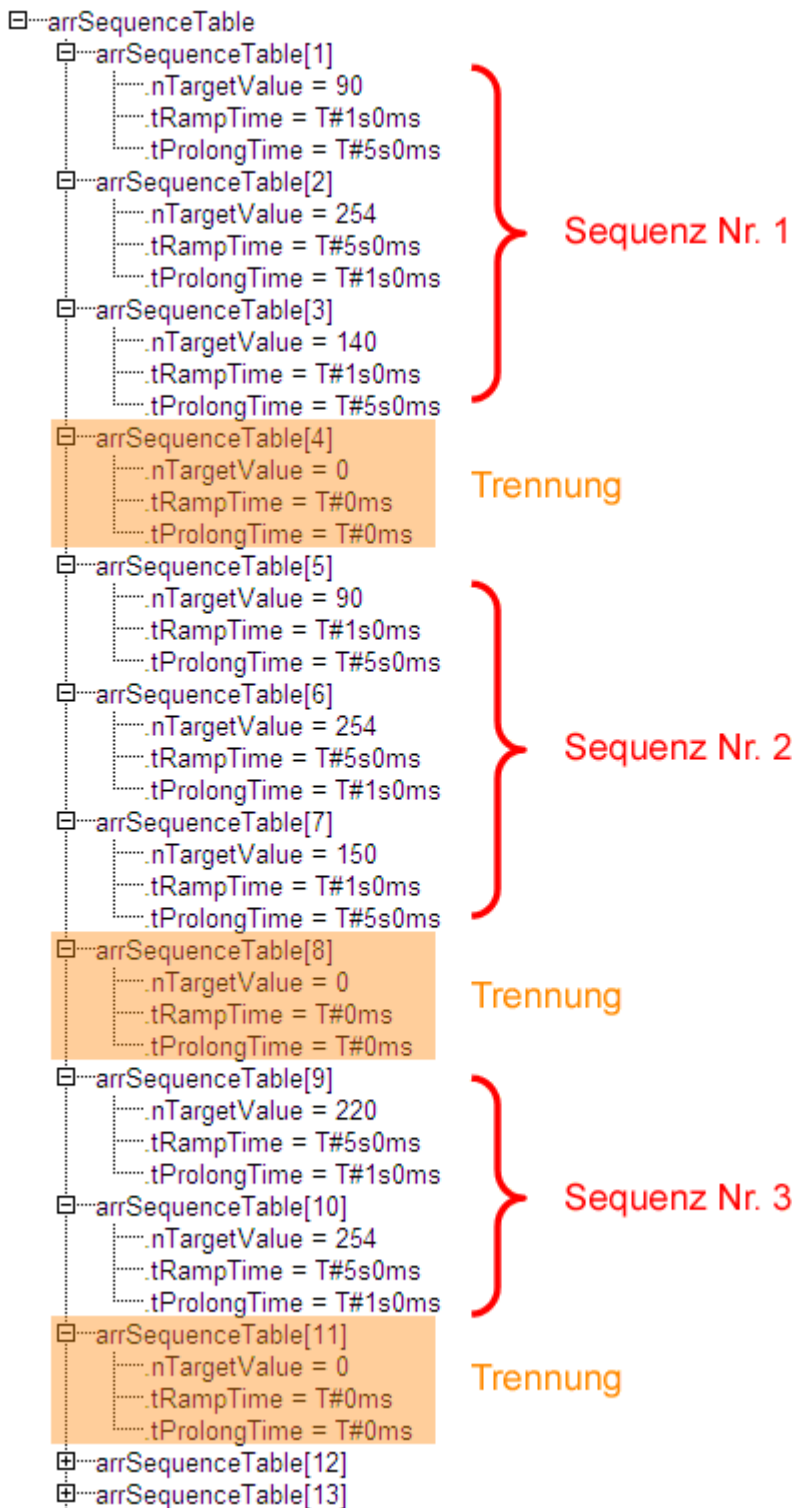 arrSequenceTable
arrSequenceTable[1]
.nTargetValue = 90
.tRampTime = T#1s0ms
.tProlongTime = T#5s0ms
arrSequenceTable[2]
.nTargetValue = 254
.tRampTime = T#5s0ms
.tProlongTime = T#1s0ms
arrSequenceTable[3]
.nTargetValue = 140
.tRampTime = T#1s0ms
.tProlongTime = T#5s0ms
Sequenz Nr. 1
arrSequenceTable[4]
.nTargetValue = 0
.tRampTime = T#0ms
.tProlongTime = T#0ms
Trennung
arrSequenceTable[5]
.nTargetValue = 90
.tRampTime = T#1s0ms
.tProlongTime = T#5s0ms
arrSequenceTable[6]
.nTargetValue = 254
.tRampTime = T#5s0ms
.tProlongTime = T#1s0ms
arrSequenceTable[7]
.nTargetValue = 150
.tRampTime = T#1s0ms
.tProlongTime = T#5s0ms
Sequenz Nr. 2
arrSequenceTable[8]
.nTargetValue = 0
.tRampTime = T#0ms
.tProlongTime = T#0ms
Trennung
arrSequenceTable[9]
.nTargetValue = 220
.tRampTime = T#5s0ms
.tProlongTime = T#1s0ms
arrSequenceTable[10]
.nTargetValue = 254
.tRampTime = T#5s0ms
.tProlongTime = T#1s0ms
Sequenz Nr. 3
arrSequenceTable[11]
.nTargetValue = 0
.tRampTime = T#0ms
.tProlongTime = T#0ms
Trennung
arrSequenceTable[12]
arrSequenceTable[13]